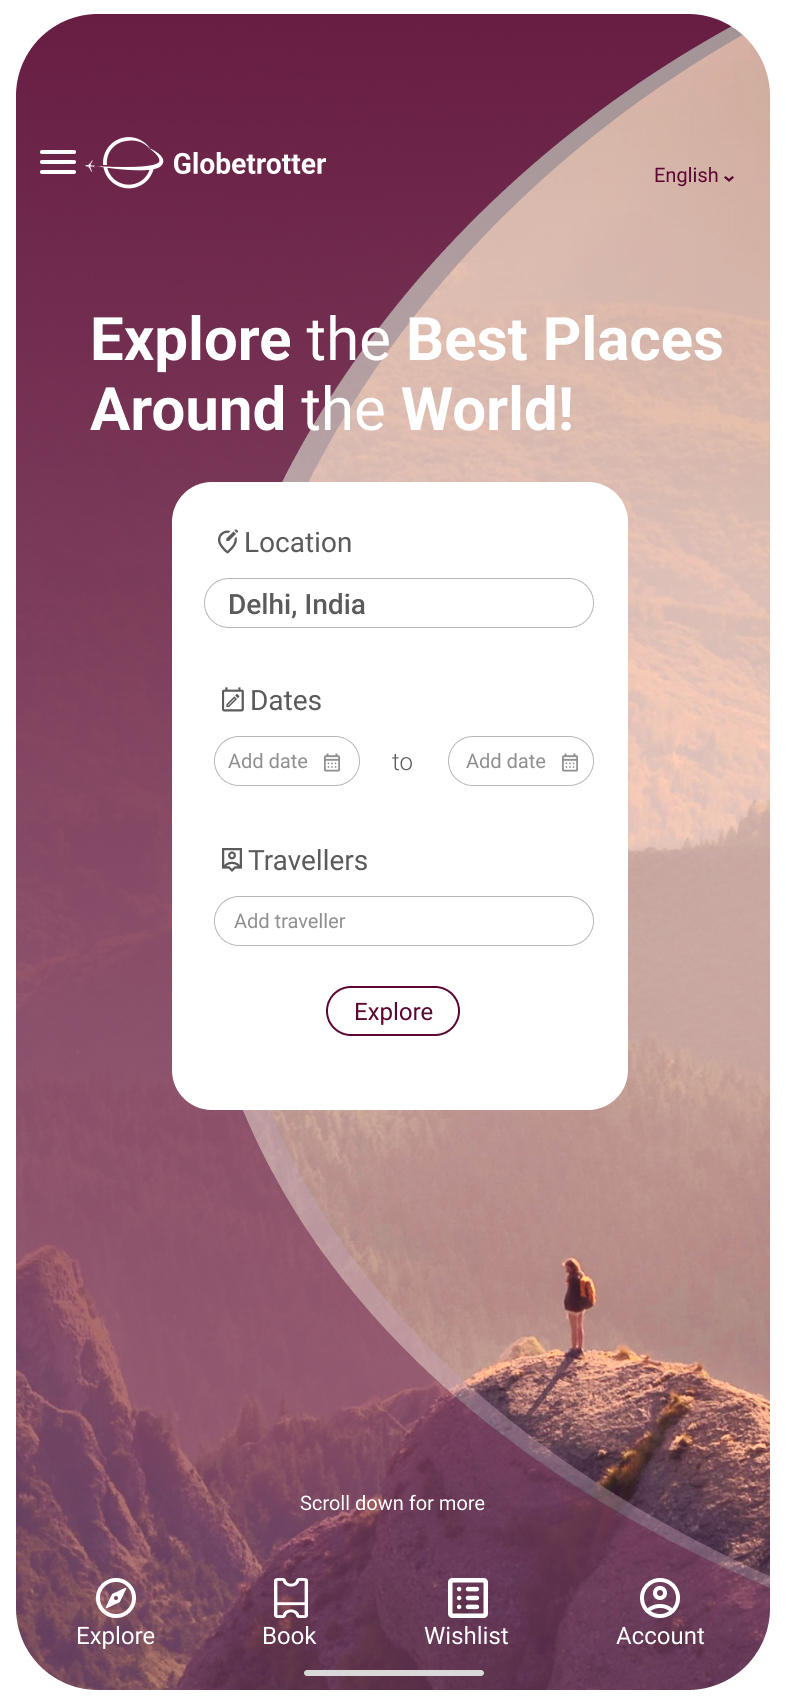 Globetrotter
English
Explore the Best Places
Around the World!
Location
Delhi, India
Dates
Add date to Add date
Travellers
Add traveller
Explore
Scroll down for more
Explore Book Wishlist Account